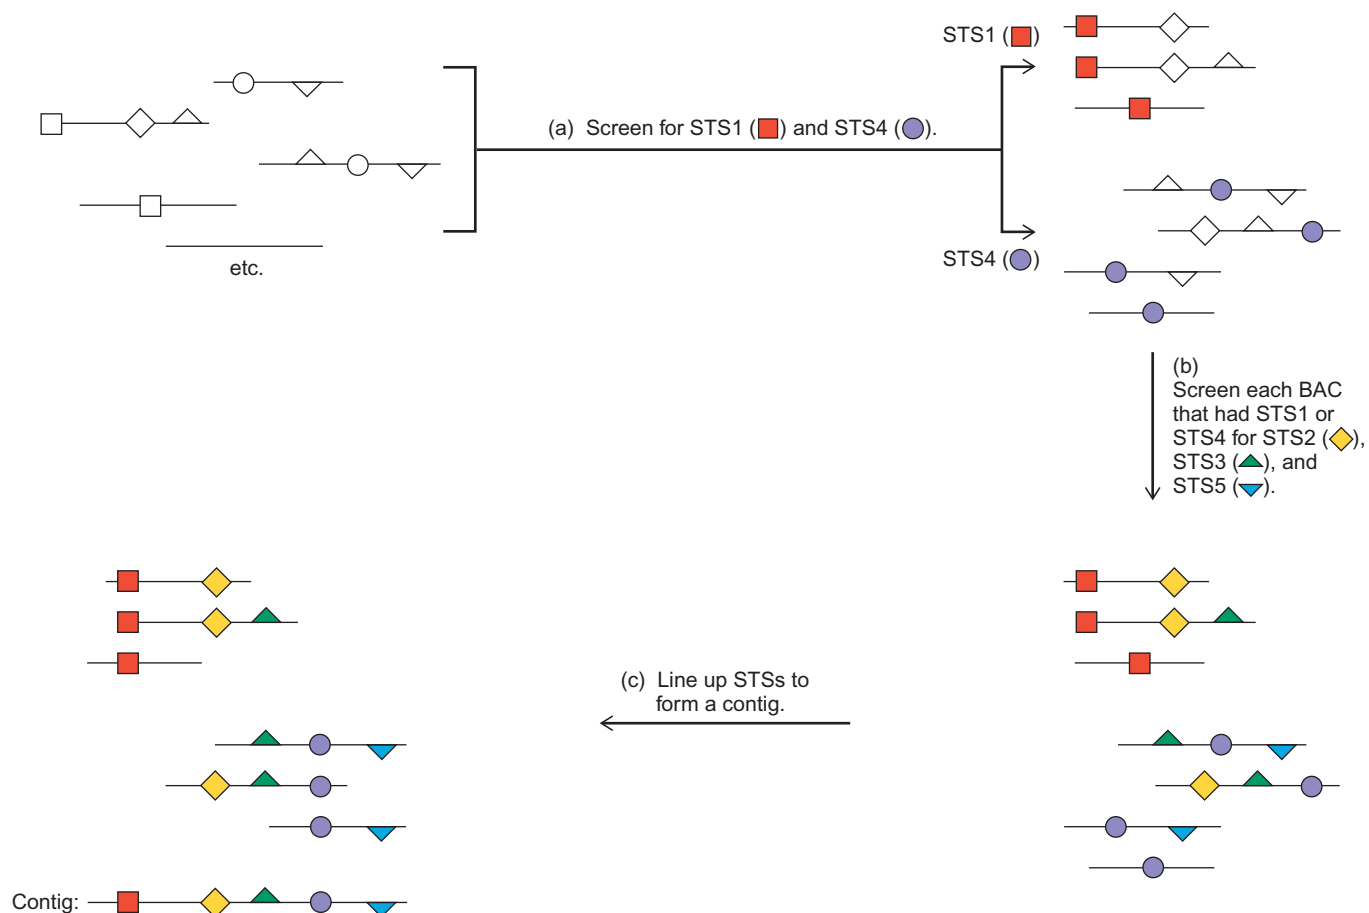 STS1 ( )
(a) Screen for STS1 ( ) and STS4 ( ).
etc.
STS4 ( )
(b)
Screen each BAC
that had STS1 or
STS4 for STS2 ( ),
STS3 ( ), and
STS5 ( ).
(c) Line up STSs to
form a contig.
Contig: